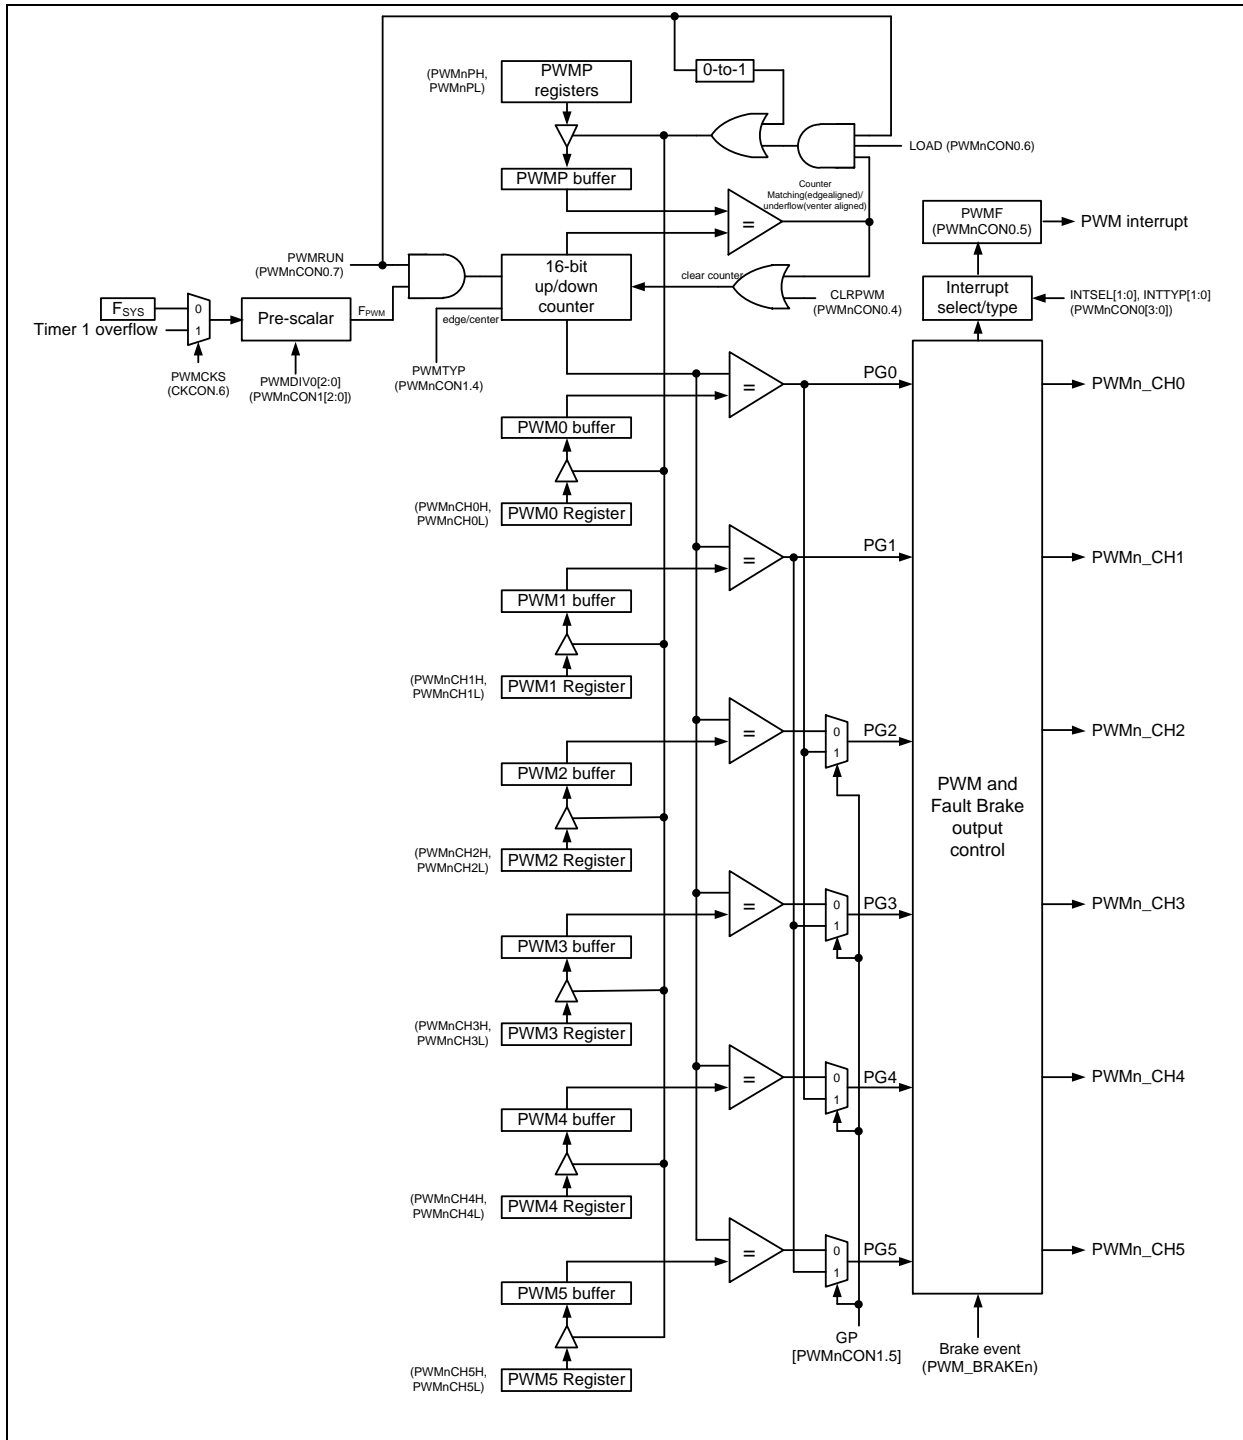 0-to-1
(PWMnPH,
PWMnPL)
PWMP
registers
LOAD (PWMnCON0.6)
PWMP buffer
Counter
Matching(edgealigned)/
underflow(venter aligned)
=
PWMF
(PWMnCON0.5)
PWM interrupt
PWMRUN
(PWMnCON0.7)
16-bit
up/down
counter
clear counter
CLRPWM
(PWMnCON0.4)
Interrupt
select/type
INTSEL[1:0], INTTYP[1:0]
(PWMnCON0[3:0])
FSYS
Timer 1 overflow
0
1
Pre-scalar
FPWM
edge/center
PWMCKS
(CKCON.6)
PWMDIV0[2:0]
(PWMnCON1[2:0])
PWMTYP
(PWMnCON1.4)
=
PG0
PWMn_CH0
PWM0 buffer
(PWMnCH0H,
PWMnCH0L)
PWM0 Register
=
PG1
PWMn_CH1
PWM1 buffer
(PWMnCH1H,
PWMnCH1L)
PWM1 Register
=
0
1
PG2
PWMn_CH2
PWM2 buffer
(PWMnCH2H,
PWMnCH2L)
PWM2 Register
PWM and
Fault Brake
output
control
=
0
1
PG3
PWMn_CH3
PWM3 buffer
(PWMnCH3H,
PWMnCH3L)
PWM3 Register
=
0
1
PG4
PWMn_CH4
PWM4 buffer
(PWMnCH4H,
PWMnCH4L)
PWM4 Register
=
0
1
PG5
PWMn_CH5
PWM5 buffer
(PWMnCH5H,
PWMnCH5L)
PWM5 Register
GP
[PWMnCON1.5]
Brake event
(PWM_BRAKEn)